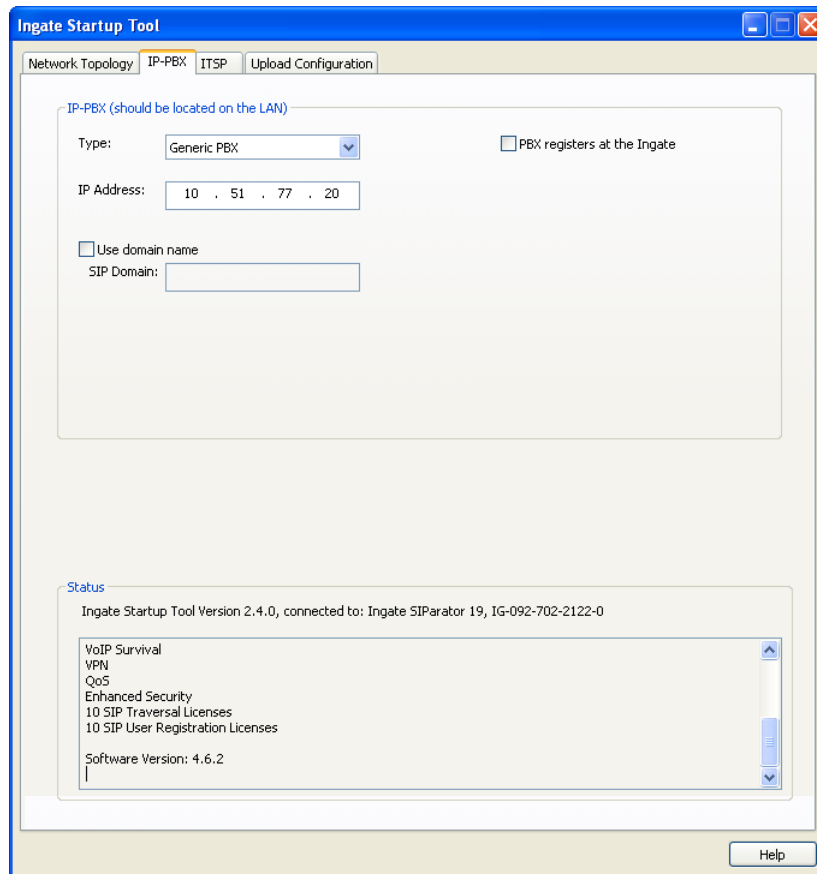 Ingate Startup Tool
Network Topology IP-PBX ITSP Upload Configuration
IP-PBX (should be located on the LAN)
Type: Generic PBX PBX registers at the Ingate
IP Address: 10 . 51 . 77 . 20
Use domain name
SIP Domain:
Status
Ingate Startup Tool Version 2.4.0, connected to: Ingate SIParator 19, IG-092-702-2122-0
VoIP Survival
VPN
QoS
Enhanced Security
10 SIP Traversal Licenses
10 SIP User Registration Licenses
Software Version: 4.6.2
Help